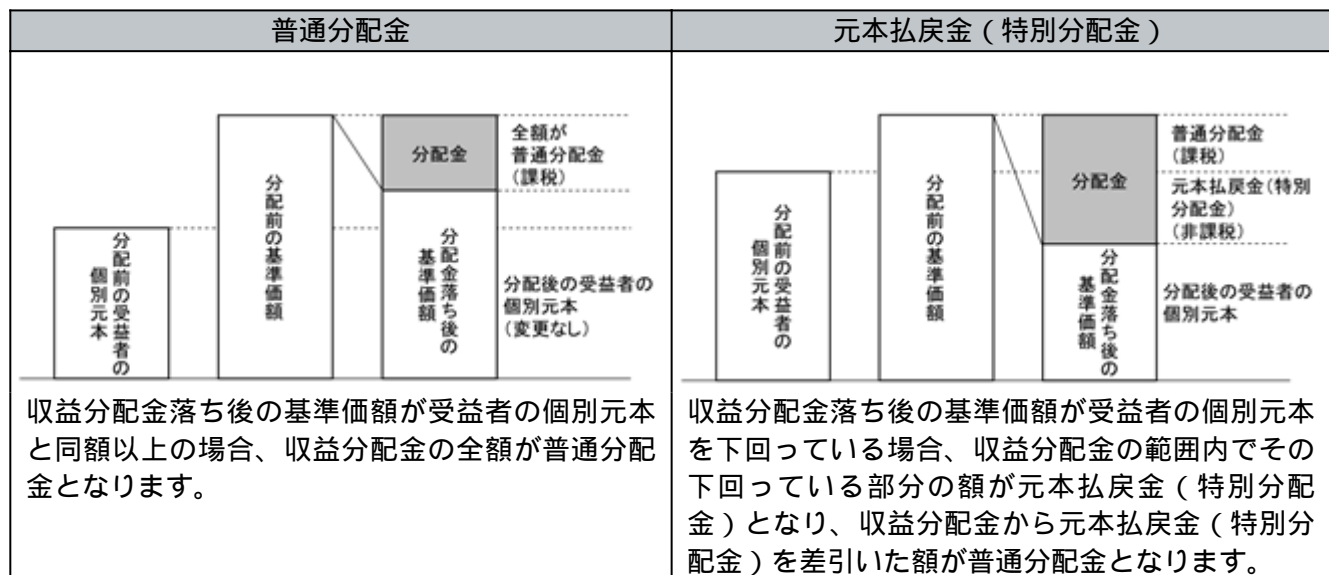 普通分配金
分配前の受益者の
個別元本
分配前の基準価額
分配金
分配金落ち後の
基準価額
全額が
普通分配金
(課税)
分配後の受益者の
個別元本
(変更なし)
収益分配金落ち後の基準価額が受益者の個別元本
と同額以上の場合、収益分配金の全額が普通分配
金となります。
元本払戻金(特別分配金)
分配前の受益者の
個別元本
分配前の基準価額
分配金
分配金落ち後の
基準価額
普通分配金
(課税)
元本払戻金(特別
分配金)
(非課税)
分配後の受益者の
個別元本
収益分配金落ち後の基準価額が受益者の個別元本
を下回っている場合、収益分配金の範囲内でその
下回っている部分の額が元本払戻金(特別分配
金)となり、収益分配金から元本払戻金(特別分
配金)を差引いた額が普通分配金となります。